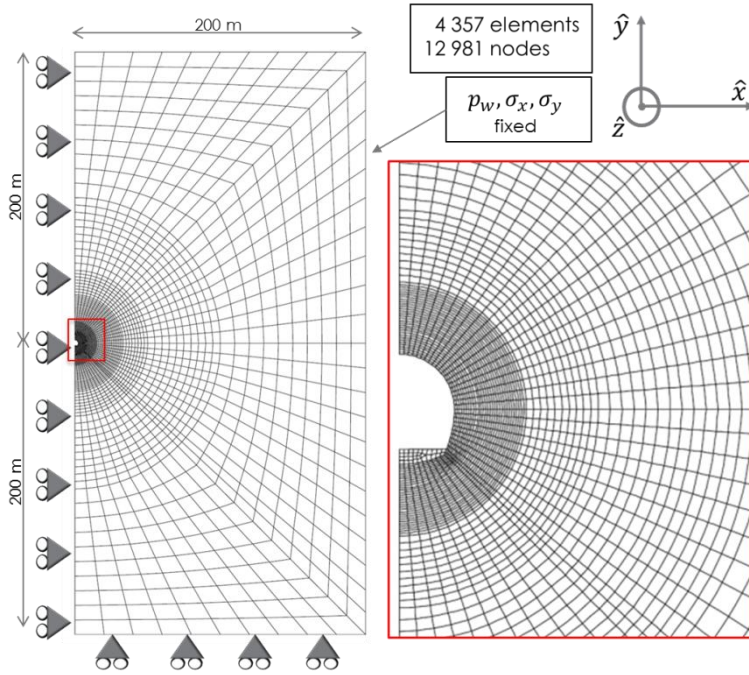 200 m
4 357 elements
12 981 nodes
p_w, σ_x, σ_y
fixed
ŷ
x̂
ẑ
200 m
200 m